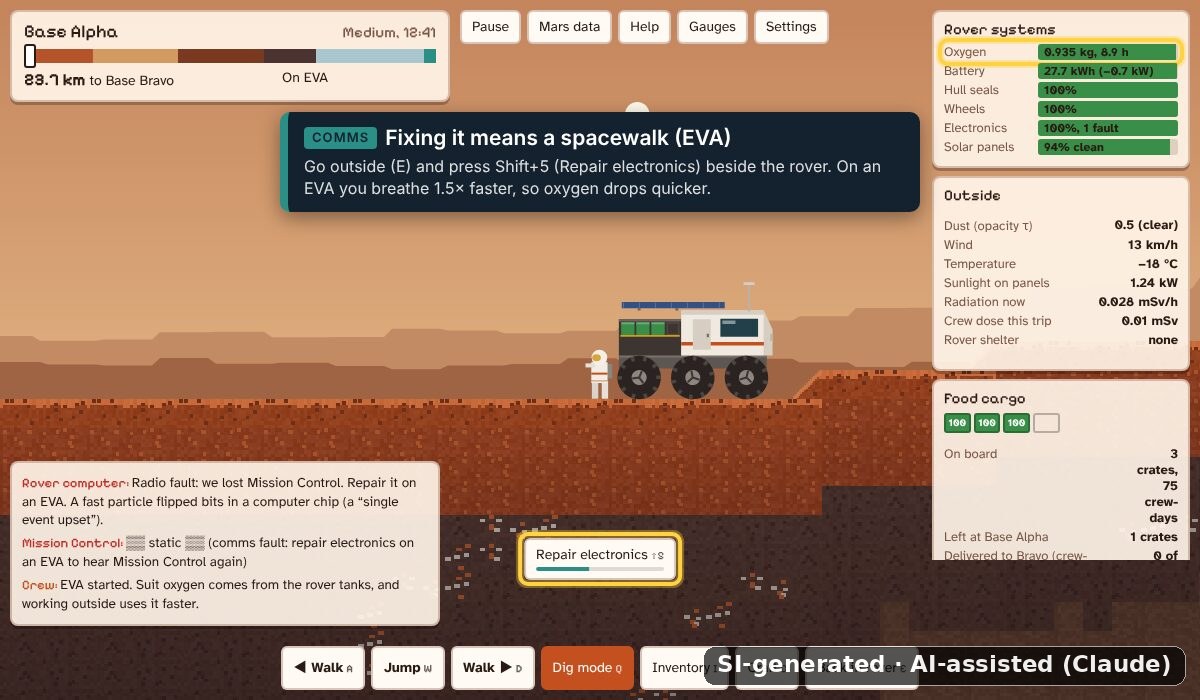 Base Alpha
Medium, 18:41
83.7 km to Base Bravo
On EVA
Pause
Mars data
Help
Gauges
Settings
COMMS Fixing it means a spacewalk (EVA)
Go outside (E) and press Shift+5 (Repair electronics) beside the rover. On an
EVA you breathe 1.5× faster, so oxygen drops quicker.
Rover systems
Oxygen 0.935 kg, 8.9 h
Battery 27.7 kWh (−0.7 kW)
Hull seals 100%
Wheels 100%
Electronics 100%, 1 fault
Solar panels 94% clean
Outside
Dust (opacity τ) 0.5 (clear)
Wind 13 km/h
Temperature −18 °C
Sunlight on panels 1.24 kW
Radiation now 0.028 mSv/h
Crew dose this trip 0.01 mSv
Rover shelter none
Food cargo
100 100 100
On board 3
crates,
75
crew-
days
Left at Base Alpha 1 crates
Delivered to Bravo (crew- 0 of
Rover computer: Radio fault: we lost Mission Control. Repair it on
an EVA. A fast particle flipped bits in a computer chip (a “single
event upset”).
Mission Control: ▒▒ static ▒▒ (comms fault: repair electronics on
an EVA to hear Mission Control again)
Crew: EVA started. Suit oxygen comes from the rover tanks, and
working outside uses it faster.
Repair electronics
◀ Walk A
Jump W
Walk ▶ D
Dig mode Q
Inventory
SI-generated · AI-assisted (Claude)